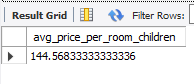 Result Grid Filter Rows:
avg_price_per_room_children
144.56833333333336